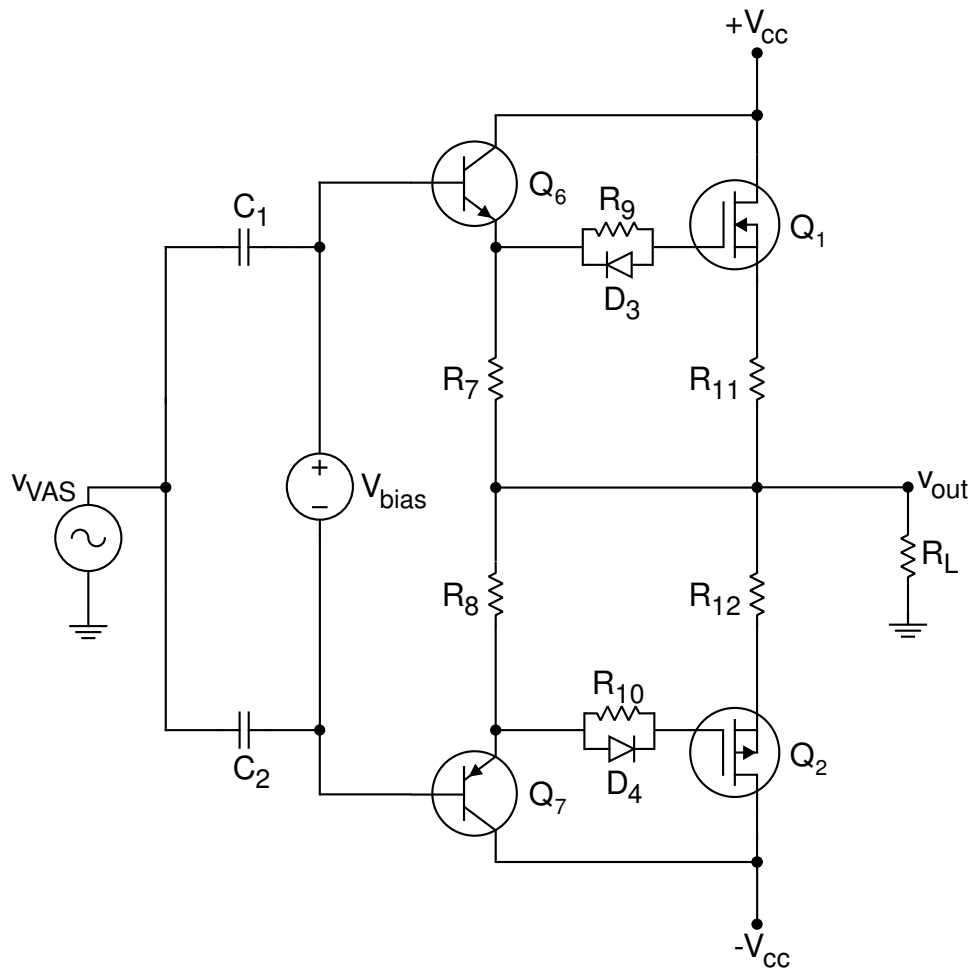 +Vcc
Q6
R9
Q1
C1
D3
R7
R11
vVAS
+
−
Vbias
vout
RL
R8
R12
R10
Q2
C2
D4
Q7
-Vcc